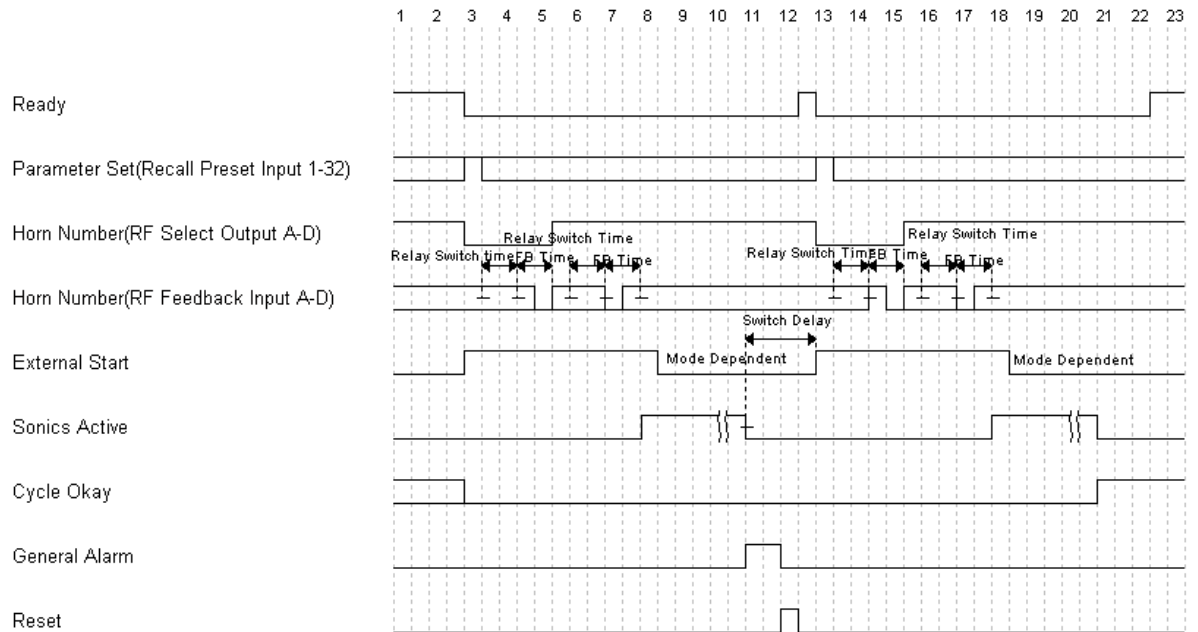 1 2 3 4 5 6 7 8 9 10 11 12 13 14 15 16 17 18 19 20 21 22 23
Ready
Parameter Set(Recall Preset Input 1-32)
Horn Number(RF Select Output A-D)
Relay Switch Time
Relay Switch Time
Relay Switch time
FB Time
FB Time
Relay Switch Time
FB Time
FB Time
Horn Number(RF Feedback Input A-D)
Switch Delay
External Start
Mode Dependent
Mode Dependent
Sonics Active
Cycle Okay
General Alarm
Reset